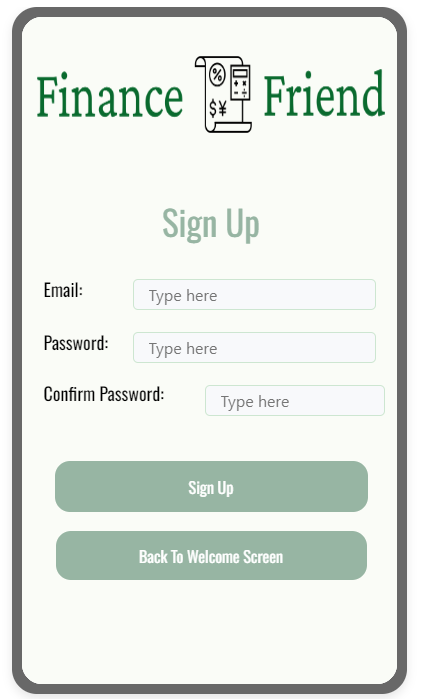 Finance % $¥ Friend
Sign Up
Email: Type here
Password: Type here
Confirm Password: Type here
Sign Up
Back To Welcome Screen